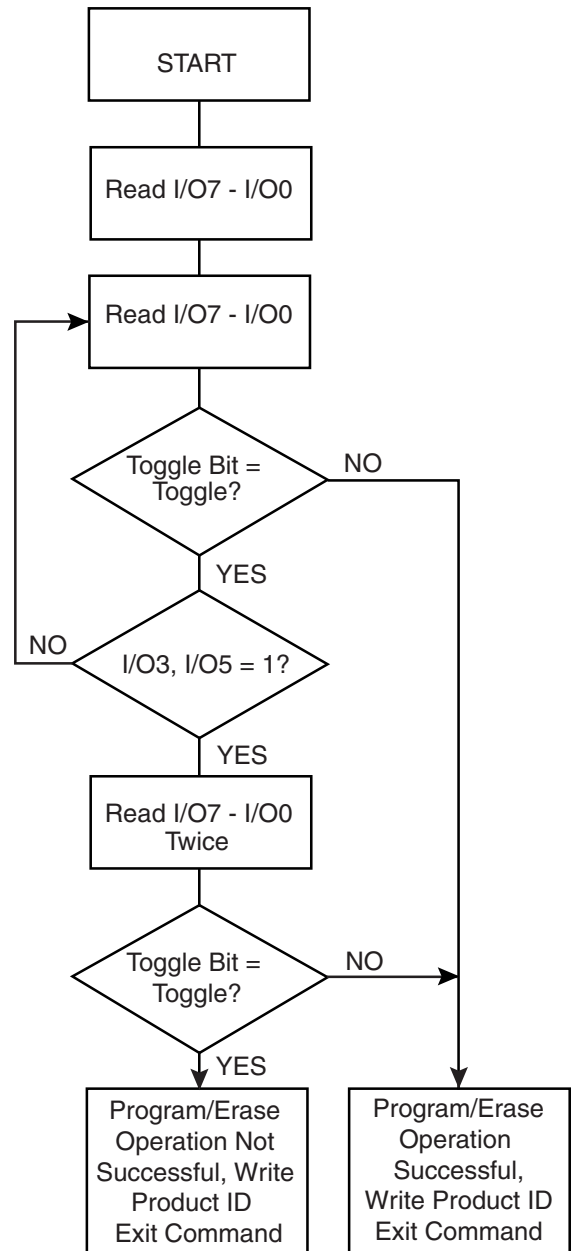 START
Read I/O7 - I/O0
Read I/O7 - I/O0
Toggle Bit =
Toggle?
NO
YES
NO
I/O3, I/O5 = 1?
YES
Read I/O7 - I/O0
Twice
Toggle Bit =
Toggle?
NO
YES
Program/Erase
Operation Not
Successful, Write
Product ID
Exit Command
Program/Erase
Operation
Successful,
Write Product ID
Exit Command